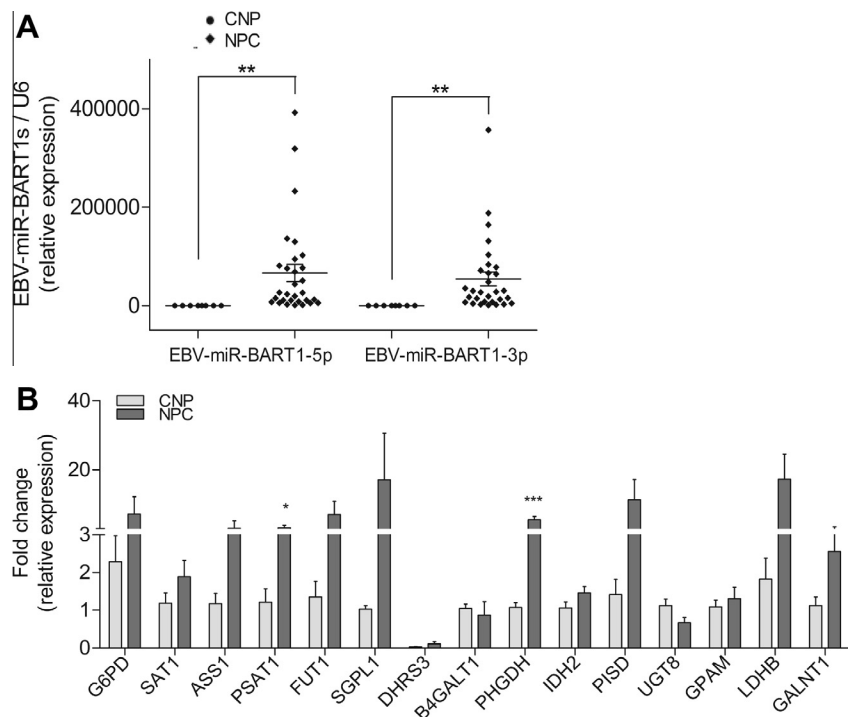 A
CNP
NPC
EBV-miR-BART1s / U6
(relative expression)
400000
200000
0
**
**
EBV-miR-BART1-5p
EBV-miR-BART1-3p
B
CNP
NPC
Fold change
(relative expression)
40
20
3
2
1
0
*
***
G6PD
SAT1
ASS1
PSAT1
FUT1
SGPL1
DHRS3
B4GALT1
PHGDH
IDH2
PISD
UGT8
GPAM
LDHB
GALNT1